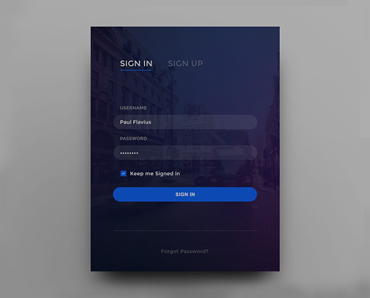 SIGN IN SIGN UP
USERNAME
Paul Flavius
PASSWORD
••••••••
Keep me Signed in
SIGN IN
Forgot Password?